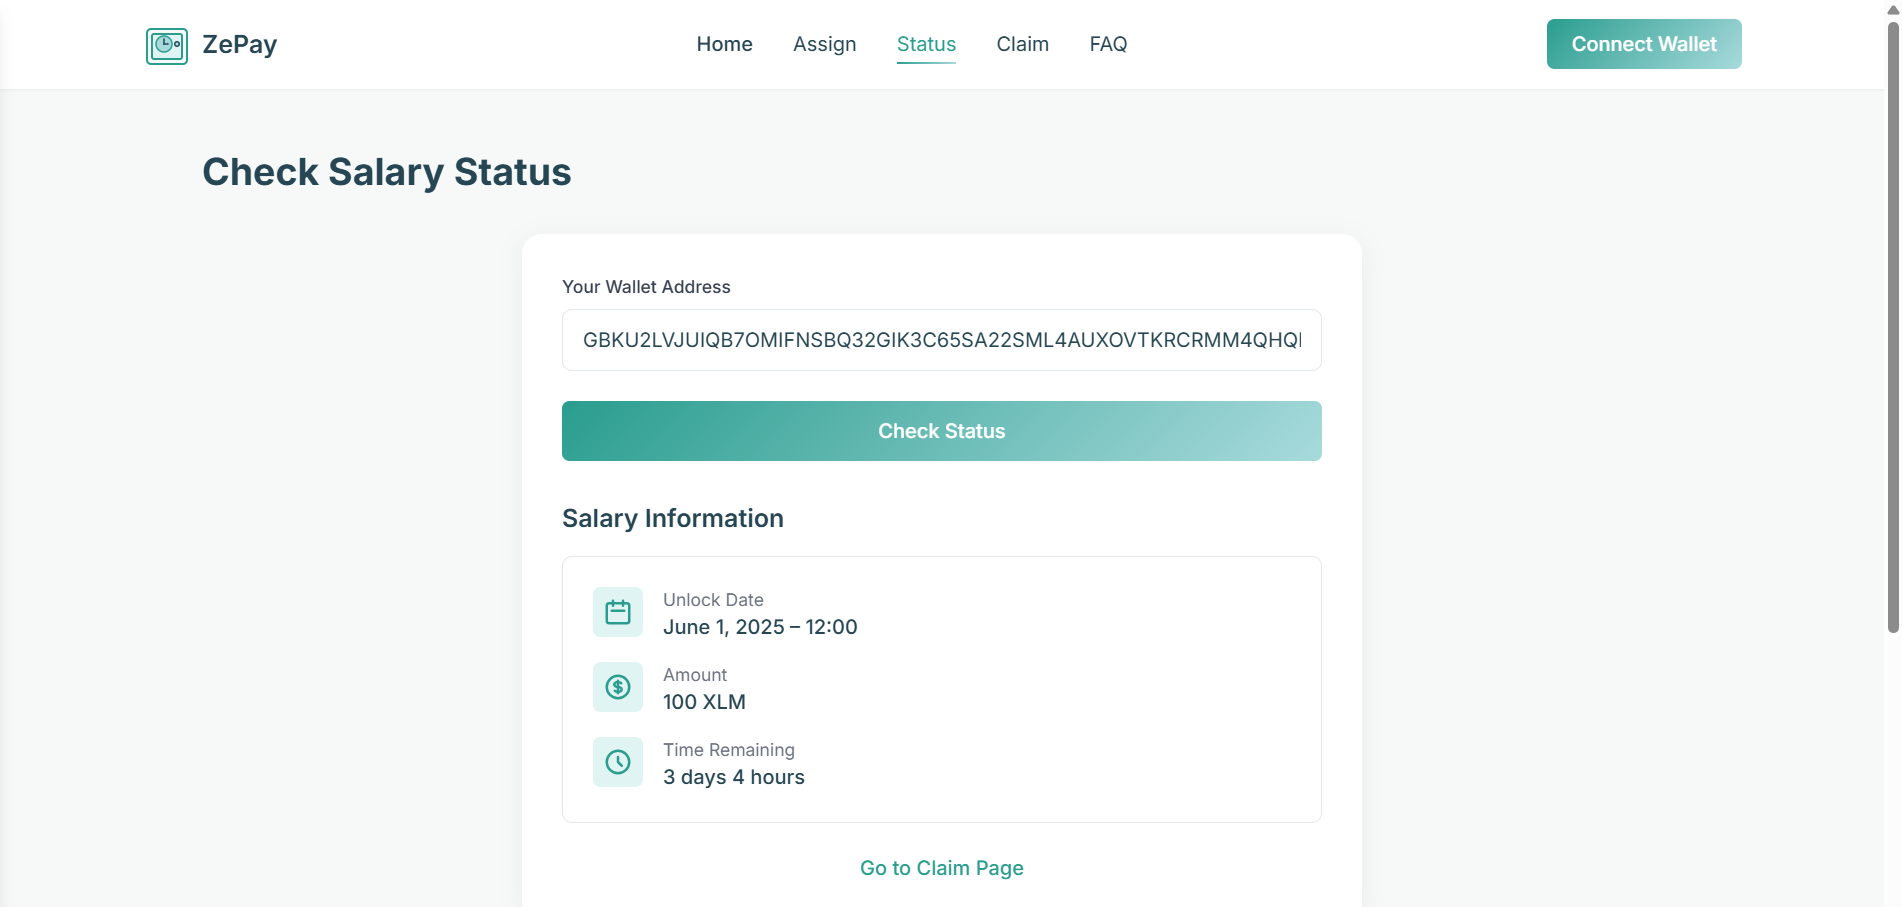 ZePay
Home Assign Status Claim FAQ
Connect Wallet
Check Salary Status
Your Wallet Address
GBKU2LVJUIQB7OMIFNSBQ32GIK3C65SA22SML4AUXOVTKRCRMM4QHQ
Check Status
Salary Information
Unlock Date
June 1, 2025 – 12:00
Amount
100 XLM
Time Remaining
3 days 4 hours
Go to Claim Page